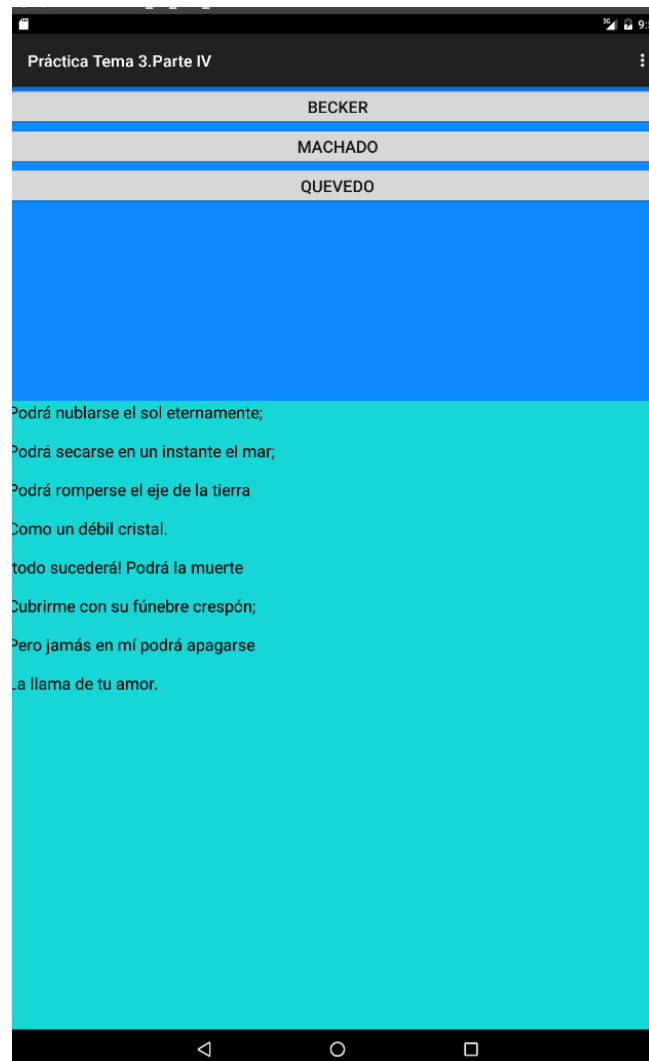 3G 9:
Práctica Tema 3.Parte IV
BECKER
MACHADO
QUEVEDO
Podrá nublarse el sol eternamente;
Podrá secarse en un instante el mar;
Podrá romperse el eje de la tierra
Como un débil cristal.
todo sucederá! Podrá la muerte
Cubrirme con su fúnebre crespón;
Pero jamás en mí podrá apagarse
La llama de tu amor.